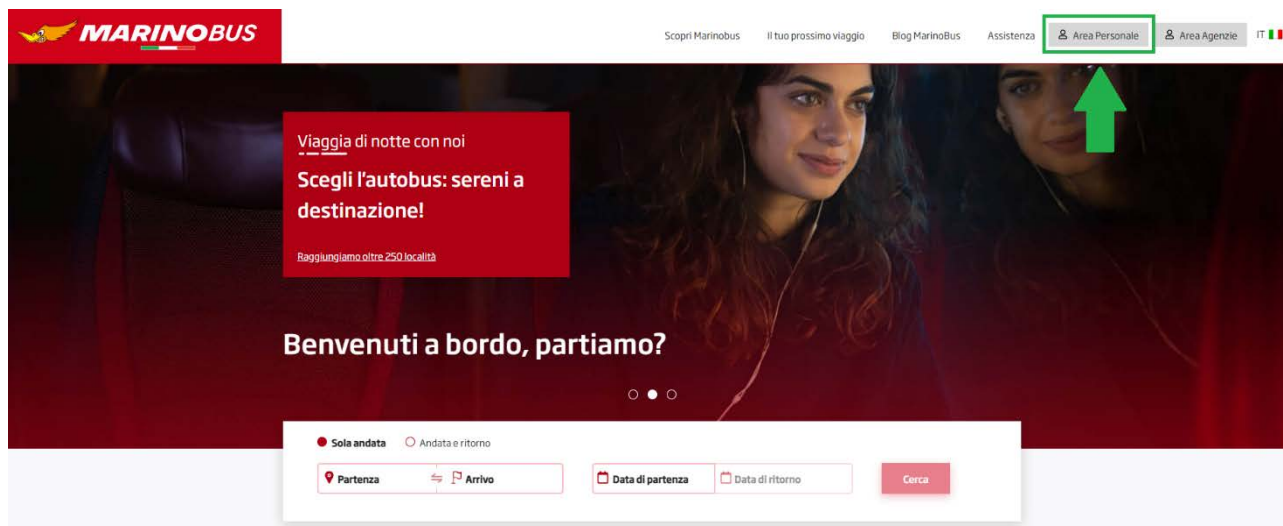 MARINOBUS
Scopri Marinobus Il tuo prossimo viaggio Blog MarinoBus Assistenza Area Personale Area Agenzie IT
Viaggia di notte con noi
Scegli l'autobus: sereni a
destinazione!
Raggiungiamo oltre 250 località
Benvenuti a bordo, partiamo?
Sola andata Andata e ritorno
Partenza Arrivo Data di partenza Data di ritorno Cerca